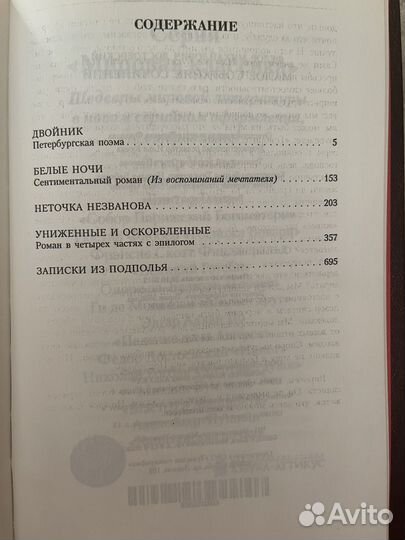 СОДЕРЖАНИЕ
ДВОЙНИК
Петербургская поэма 5
БЕЛЫЕ НОЧИ
Сентиментальный роман (Из воспоминаний мечтателя) 153
НЕТОЧКА НЕЗВАНОВА 203
УНИЖЕННЫЕ И ОСКОРБЛЕННЫЕ
Роман в четырех частях с эпилогом 357
ЗАПИСКИ ИЗ ПОДПОЛЬЯ 695
Avito